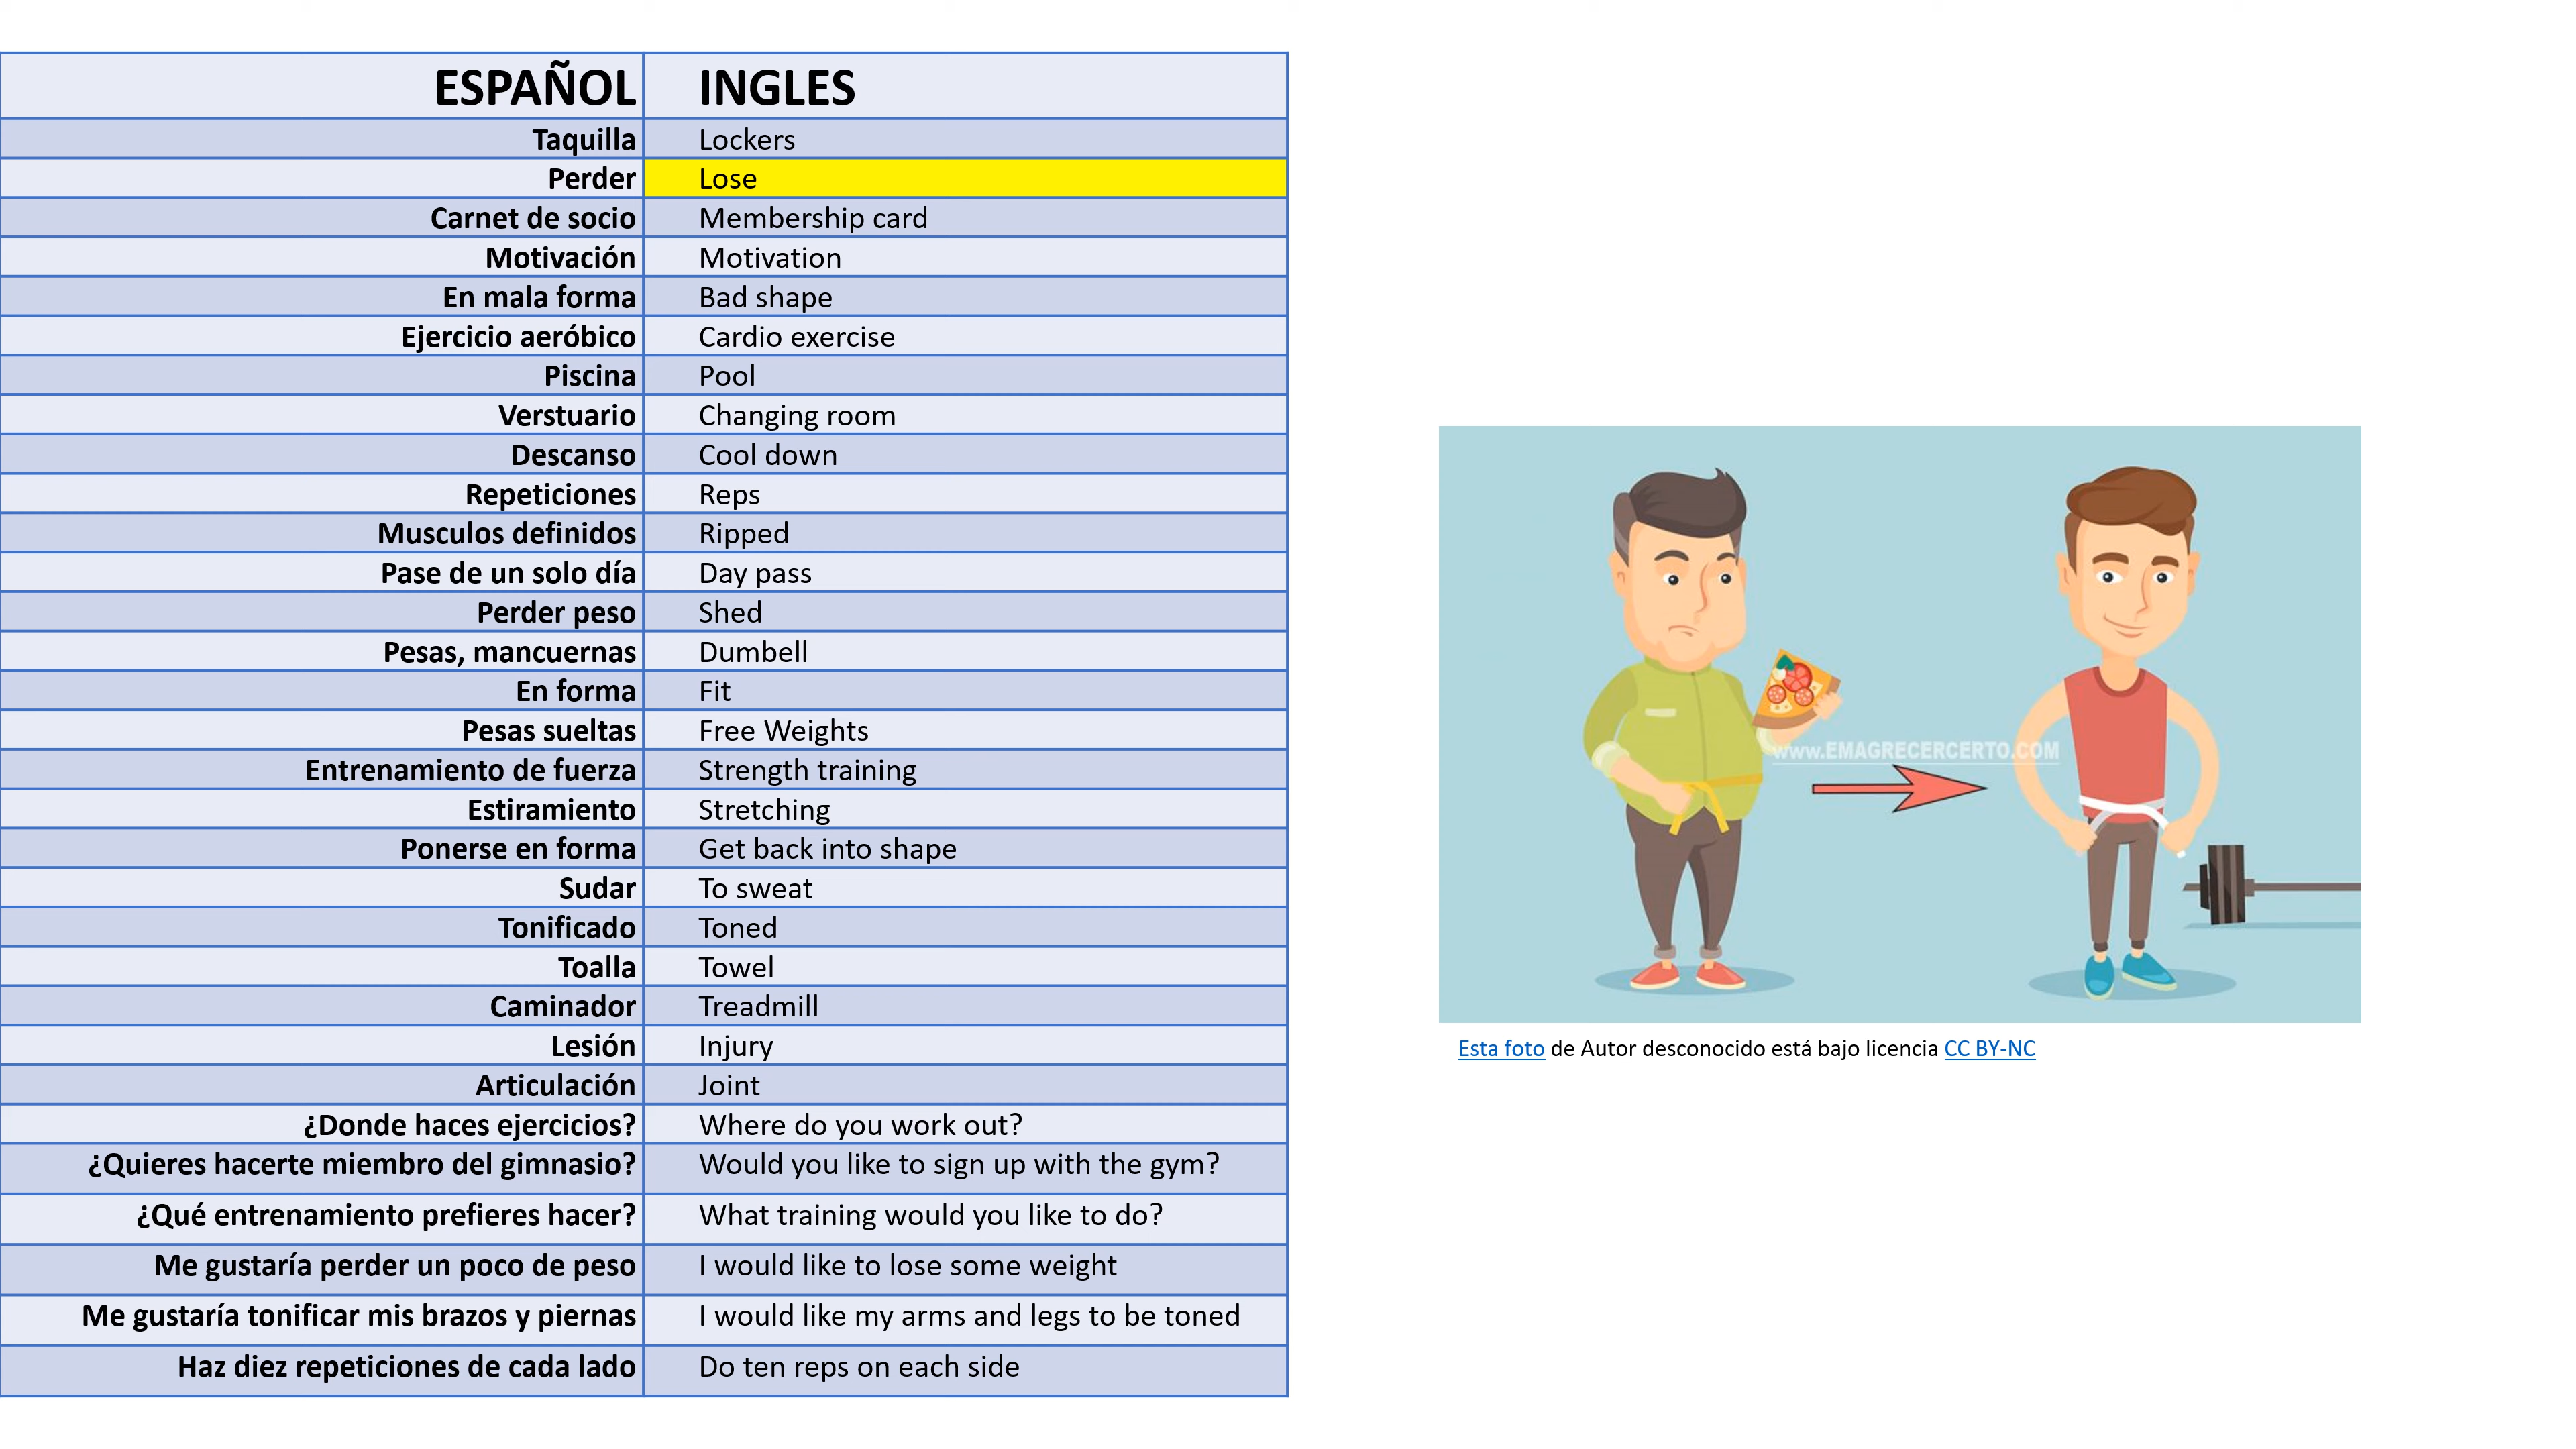 ESPAÑOL INGLES
Taquilla Lockers
Perder Lose
Carnet de socio Membership card
Motivación Motivation
En mala forma Bad shape
Ejercicio aeróbico Cardio exercise
Piscina Pool
Verstuario Changing room
Descanso Cool down
Repeticiones Reps
Musculos definidos Ripped
Pase de un solo día Day pass
Perder peso Shed
Pesas, mancuernas Dumbell
En forma Fit
Pesas sueltas Free Weights
Entrenamiento de fuerza Strength training
Estiramiento Stretching
Ponerse en forma Get back into shape
Sudar To sweat
Tonificado Toned
Toalla Towel
Caminador Treadmill
Lesión Injury
Articulación Joint
¿Donde haces ejercicios? Where do you work out?
¿Quieres hacerte miembro del gimnasio? Would you like to sign up with the gym?
¿Qué entrenamiento prefieres hacer? What training would you like to do?
Me gustaría perder un poco de peso I would like to lose some weight
Me gustaría tonificar mis brazos y piernas I would like my arms and legs to be toned
Haz diez repeticiones de cada lado Do ten reps on each side
www.EMAGRECERCERTO.COM
Esta foto de Autor desconocido está bajo licencia CC BY-NC